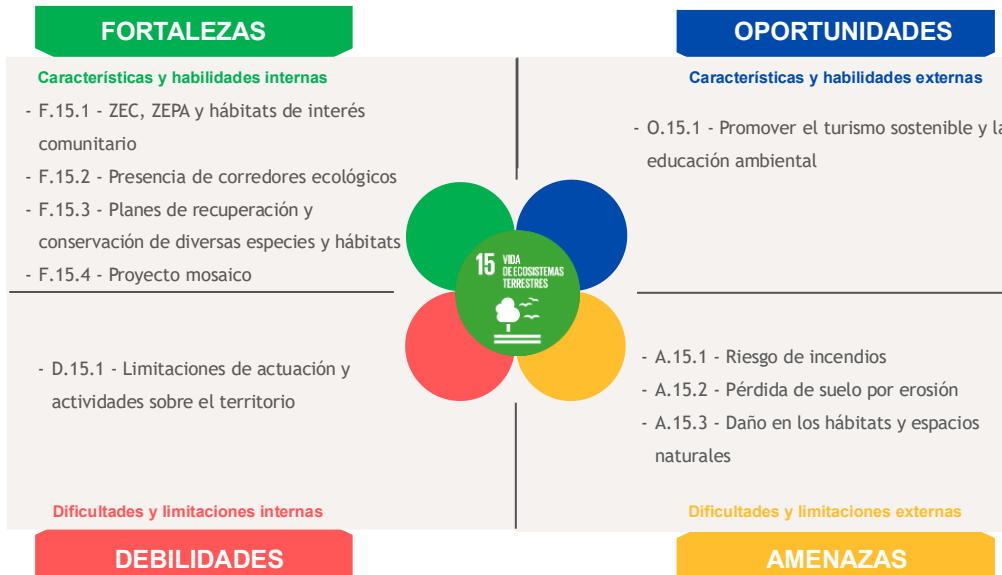 FORTALEZAS
Características y habilidades internas
- F.15.1 - ZEC, ZEPA y hábitats de interés
comunitario
- F.15.2 - Presencia de corredores ecológicos
- F.15.3 - Planes de recuperación y
conservación de diversas especies y hábitats
- F.15.4 - Proyecto mosaico
OPORTUNIDADES
Características y habilidades externas
- O.15.1 - Promover el turismo sostenible y la
educación ambiental
15 VIDA
DE ECOSISTEMAS
TERRESTRES
- D.15.1 - Limitaciones de actuación y
actividades sobre el territorio
Dificultades y limitaciones internas
DEBILIDADES
- A.15.1 - Riesgo de incendios
- A.15.2 - Pérdida de suelo por erosión
- A.15.3 - Daño en los hábitats y espacios
naturales
Dificultades y limitaciones externas
AMENAZAS